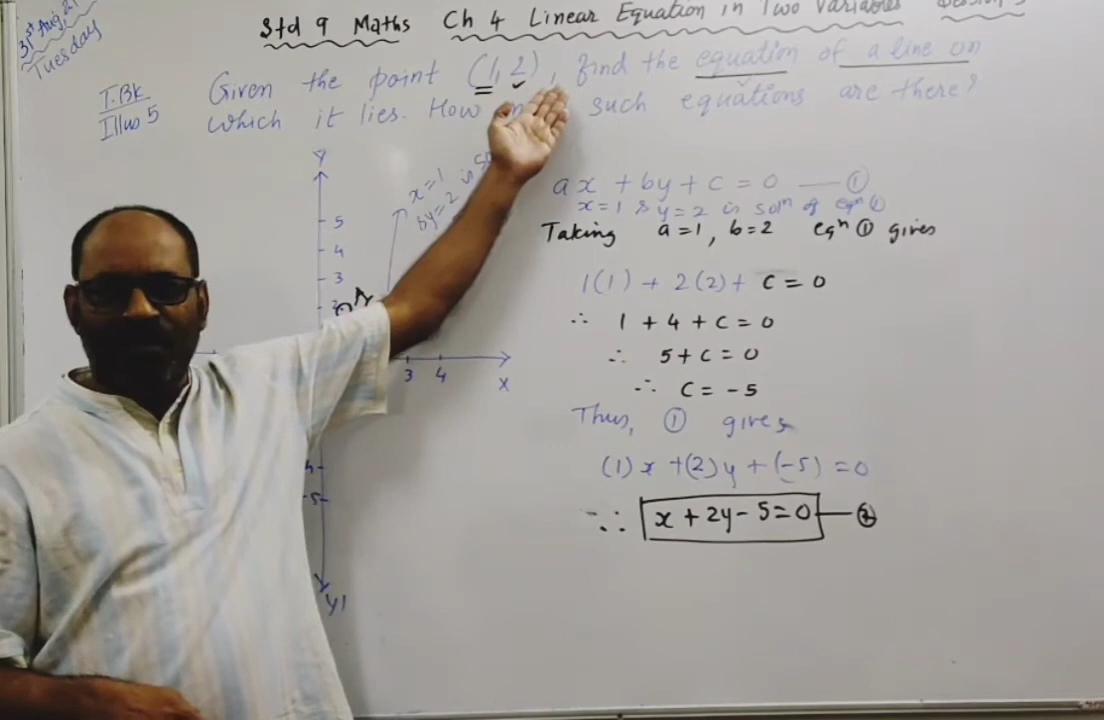 31st Aug, 21
Tuesday
Std 9 Maths Ch 4 Linear Equation in Two Variables
T.Bk
Illus 5
Given the point (1, 2), find the equation of a line on
which it lies. How such equations are there?
Y
x=1
&y=2 is
5
4
3
2
3 4
X
-5
Y1
ax + by + c = 0 — ①
x=1 & y=2 is solⁿ of eqⁿ ①
Taking a=1, b=2 eqⁿ ① gives
1(1) + 2(2) + c = 0
∴ 1 + 4 + c = 0
∴ 5 + c = 0
∴ c = -5
Thus, ① gives
(1)x + (2)y + (-5) = 0
∴ x + 2y - 5 = 0 — ②